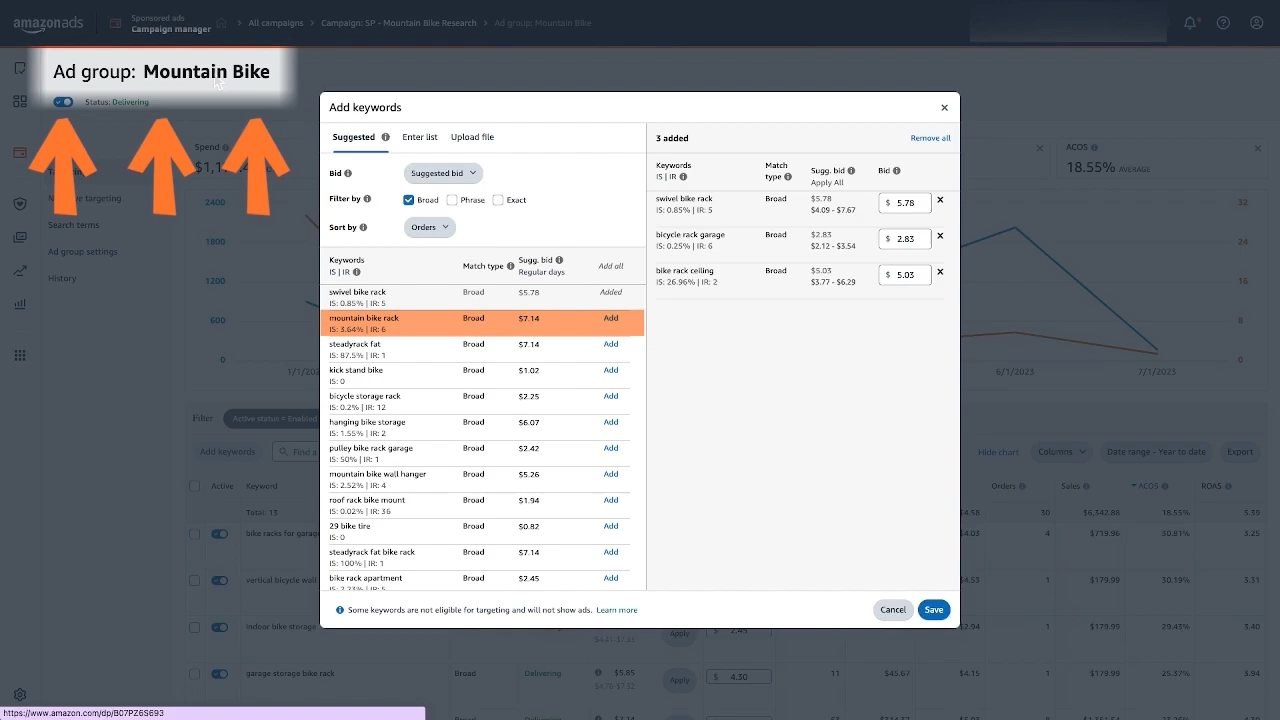 amazonads
Sponsored ads
Campaign manager
All campaigns
Campaign: SP - Mountain Bike Research
Ad group: Mountain Bike
Ad group: Mountain Bike
Status: Delivering
Spend
ACOS
18.55% AVERAGE
Search terms
Ad group settings
History
2400
1800
1200
600
0
32
24
16
8
0
6/1/2023
7/1/2023
Add keywords
Suggested
Enter list
Upload file
Bid
Suggested bid
Filter by
Broad
Phrase
Exact
Sort by
Orders
Keywords
IS | IR
Match type
Sugg. bid
Regular days
Add all
swivel bike rack Broad $5.78 Added
IS: 0.85% | IR: 5
mountain bike rack Broad $7.14 Add
IS: 3.64% | IR: 6
steadyrack fat Broad $7.14 Add
IS: 87.5% | IR: 1
kick stand bike Broad $1.02 Add
IS: 0
bicycle storage rack Broad $2.25 Add
IS: 0.2% | IR: 12
hanging bike storage Broad $6.07 Add
IS: 1.55% | IR: 2
pulley bike rack garage Broad $2.42 Add
IS: 50% | IR: 1
mountain bike wall hanger Broad $5.26 Add
IS: 2.52% | IR: 4
roof rack bike mount Broad $1.94 Add
IS: 0.02% | IR: 36
29 bike tire Broad $0.82 Add
IS: 0
steadyrack fat bike rack Broad $7.14 Add
IS: 100% | IR: 1
bike rack apartment Broad $2.45 Add
3 added
Remove all
Keywords
IS | IR
Match
type
Sugg. bid
Apply All
Bid
swivel bike rack Broad $5.78 $ 5.78
IS: 0.85% | IR: 5 $4.09 - $7.67
bicycle rack garage Broad $2.83 $ 2.83
IS: 0.25% | IR: 6 $2.12 - $3.54
bike rack ceiling Broad $5.03 $ 5.03
IS: 26.96% | IR: 2 $3.77 - $6.29
Some keywords are not eligible for targeting and will not show ads. Learn more
Cancel
Save
Filter
Active status = Enabled
Add keywords
Find a
Hide chart
Columns
Date range - Year to date
Export
Active
Keyword
Orders
Sales
ACOS
ROAS
Total: 13
$4.58 30 $6,342.88 18.55% 5.39
bike racks for garage
$4.03 4 $719.96 30.81% 3.25
vertical bicycle wall
$4.53 1 $179.99 30.19% 3.31
indoor bike storage
$2.94 1 $179.99 29.43% 3.40
Apply
garage storage bike rack Broad Delivering $5.85 Apply $ 4.30 11 $45.67 $4.15 1 $179.99 25.37% 3.94
https://www.amazon.com/dp/B07PZ6S693